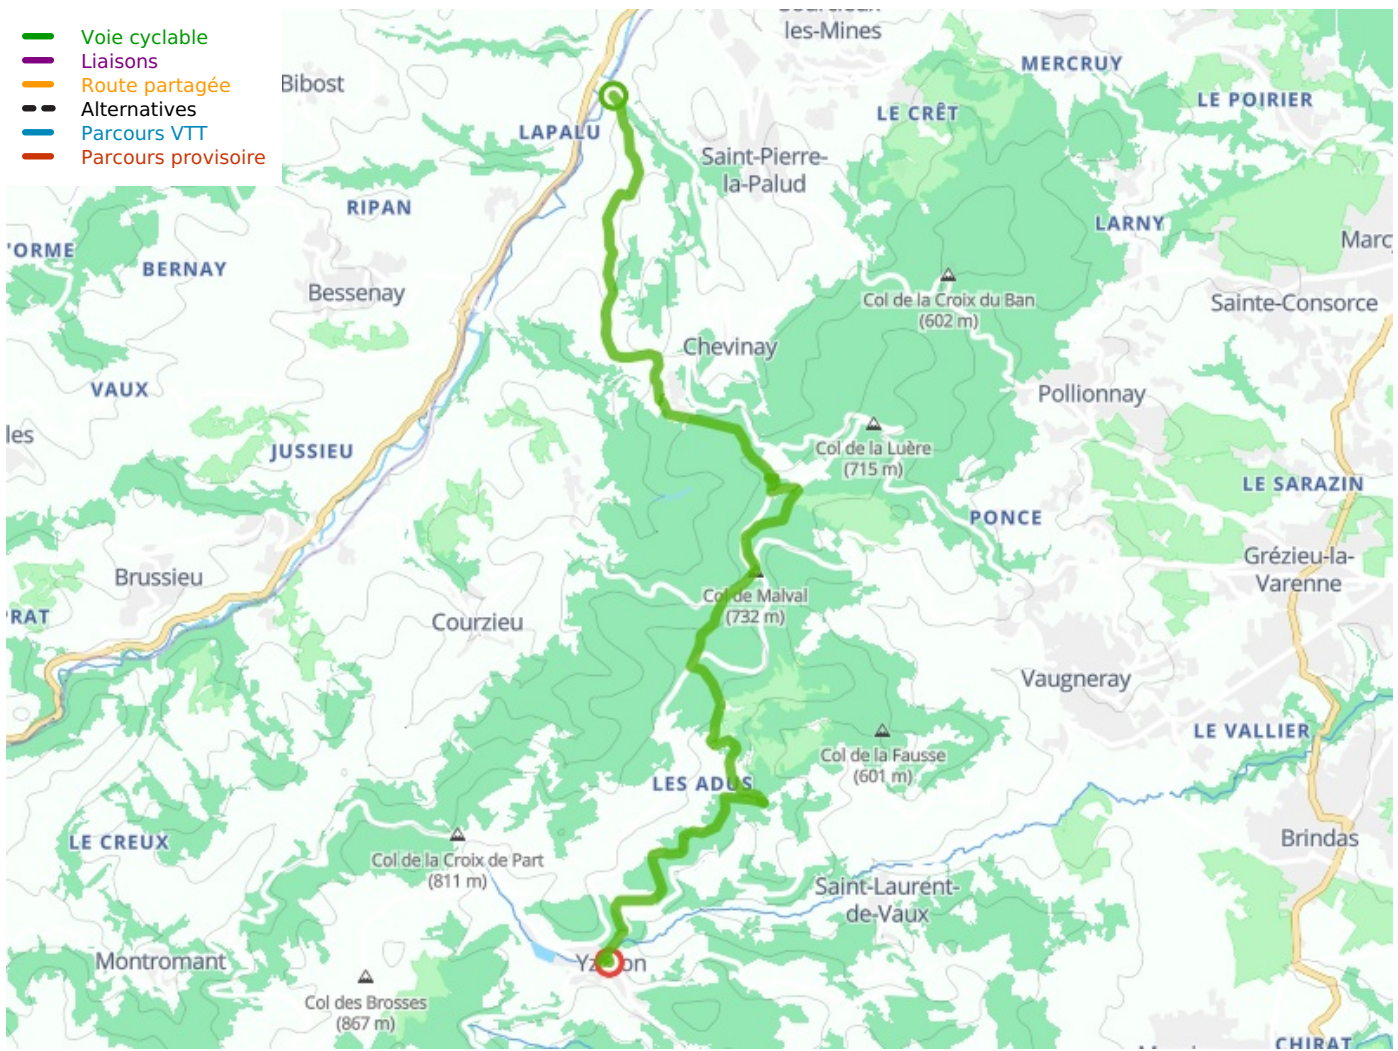 Voie cyclable
Liaisons
Route partagée
Alternatives
Parcours VTT
Parcours provisoire
les-Mines
Bibost
MERCRUY
LE CRÊT
LE POIRIER
LAPALU
Saint-Pierre-
la-Palud
RIPAN
LARNY
'ORME
BERNAY
Marcy
Bessenay
Col de la Croix du Ban
(602 m)
Sainte-Consorce
Chevinay
VAUX
Pollionnay
les
JUSSIEU
Col de la Luère
(715 m)
LE SARAZIN
PONCE
Brussieu
Grézieu-la-
Varenne
Col de Malval
(732 m)
PRAT
Courzieu
Vaugneray
LE VALLIER
Col de la Fausse
(601 m)
LES ADUS
LE CREUX
Brindas
Col de la Croix de Part
(811 m)
Saint-Laurent-
de-Vaux
Montromant
Yzeron
Col des Brosses
(867 m)
CHIRAT